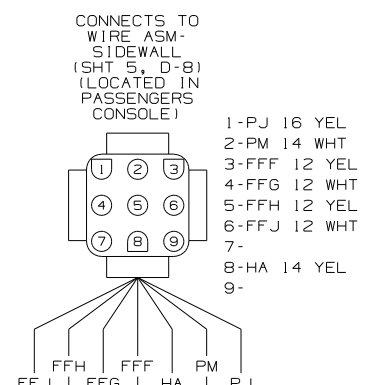 CONNECTS TO
WIRE ASM-
SIDEWALL
(SHT 5, D-8)
(LOCATED IN
PASSENGERS
CONSOLE)
1-PJ 16 YEL
2-PM 14 WHT
3-FFF 12 YEL
4-FFG 12 WHT
5-FFH 12 YEL
6-FFJ 12 WHT
7-
8-HA 14 YEL
9-
1 2 3
4 5 6
7 8 9
FFH FFF PM
FFJ FFG HA PJ